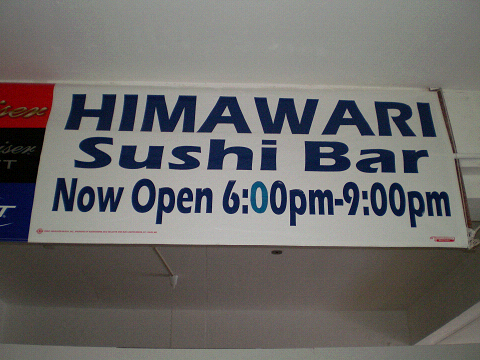 HIMAWARI
Sushi Bar
Now Open 6:00pm-9:00pm